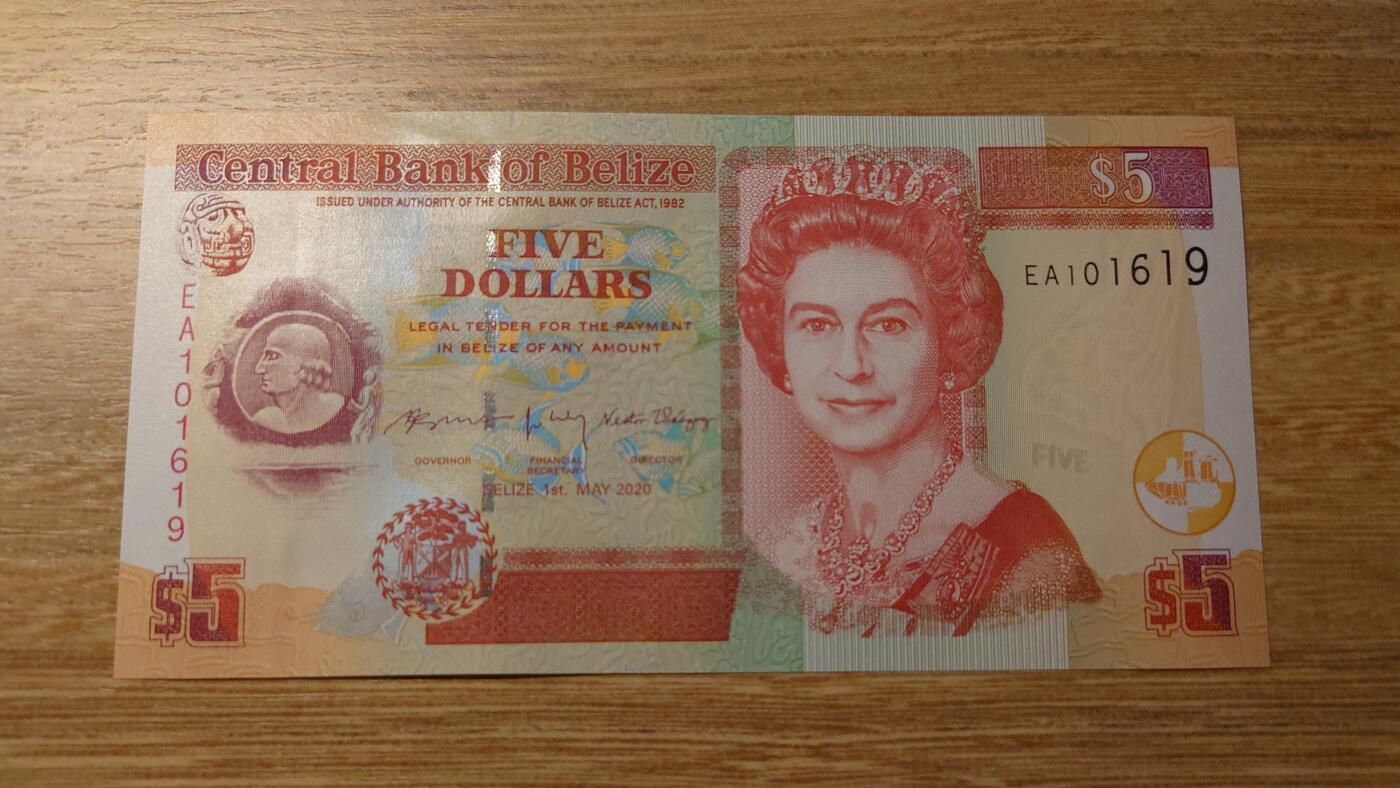 Central Bank of Belize
$5
ISSUED UNDER AUTHORITY OF THE CENTRAL BANK OF BELIZE ACT, 1982
FIVE
DOLLARS
EA101619
LEGAL TENDER FOR THE PAYMENT
IN BELIZE OF ANY AMOUNT
EA101619
FIVE
GOVERNOR
FINANCIAL
SECRETARY
DIRECTOR
BELIZE 1st. MAY 2020
$5
$5